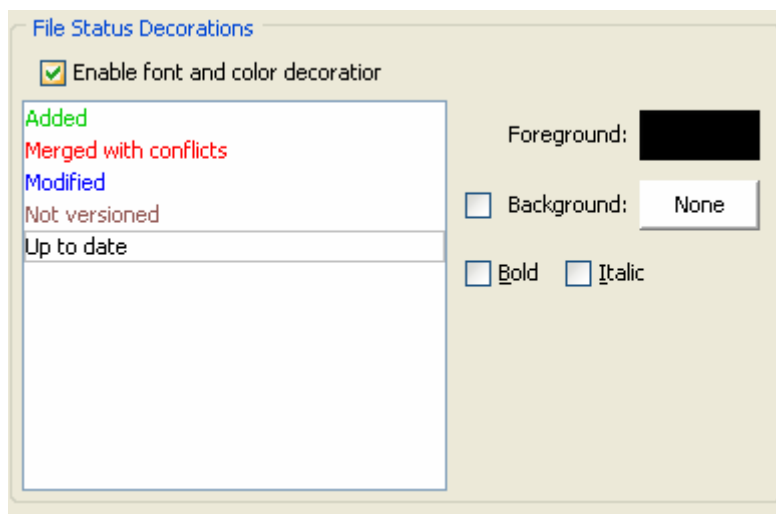 File Status Decorations
Enable font and color decoratior
Added
Merged with conflicts
Modified
Not versioned
Up to date
Foreground:
Background: None
Bold Italic